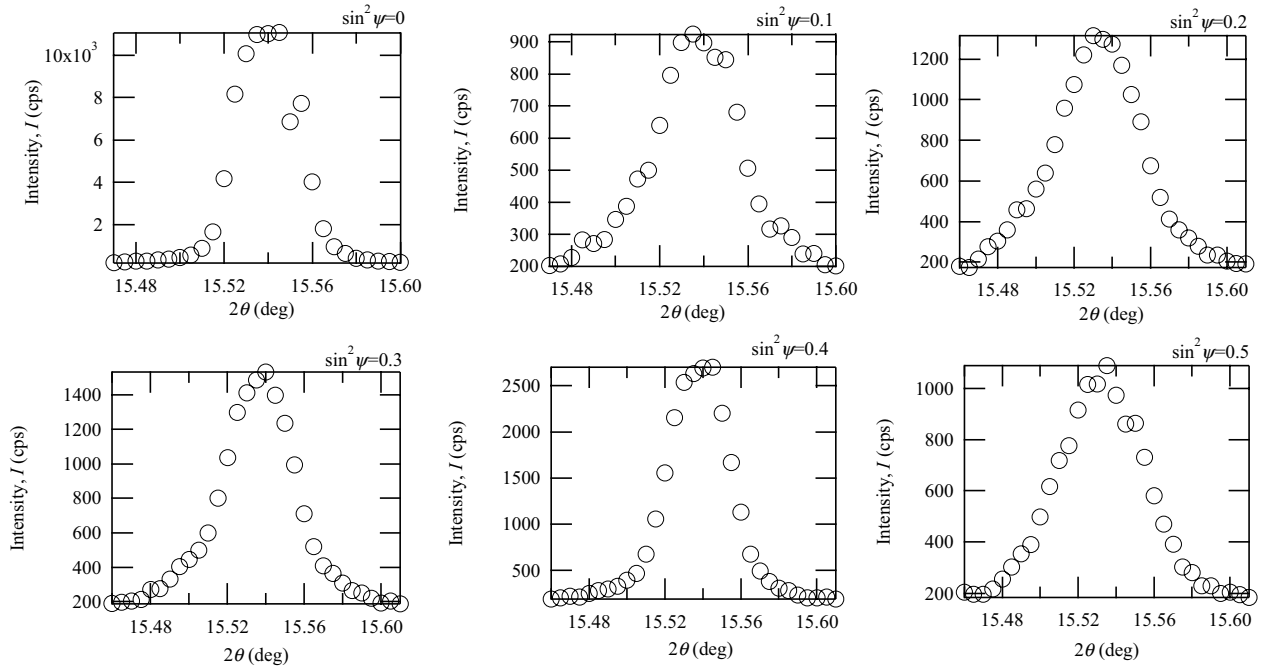 sin² ψ=0
10x10³
8
6
4
2
15.48 15.52 15.56 15.60
2θ (deg)
Intensity, I (cps)
sin² ψ=0.1
900
800
700
600
500
400
300
200
15.48 15.52 15.56 15.60
2θ (deg)
Intensity, I (cps)
sin² ψ=0.2
1200
1000
800
600
400
200
15.48 15.52 15.56 15.60
2θ (deg)
Intensity, I (cps)
sin² ψ=0.3
1400
1200
1000
800
600
400
200
15.48 15.52 15.56 15.60
2θ (deg)
Intensity, I (cps)
sin² ψ=0.4
2500
2000
1500
1000
500
15.48 15.52 15.56 15.60
2θ (deg)
Intensity, I (cps)
sin² ψ=0.5
1000
800
600
400
200
15.48 15.52 15.56 15.60
2θ (deg)
Intensity, I (cps)